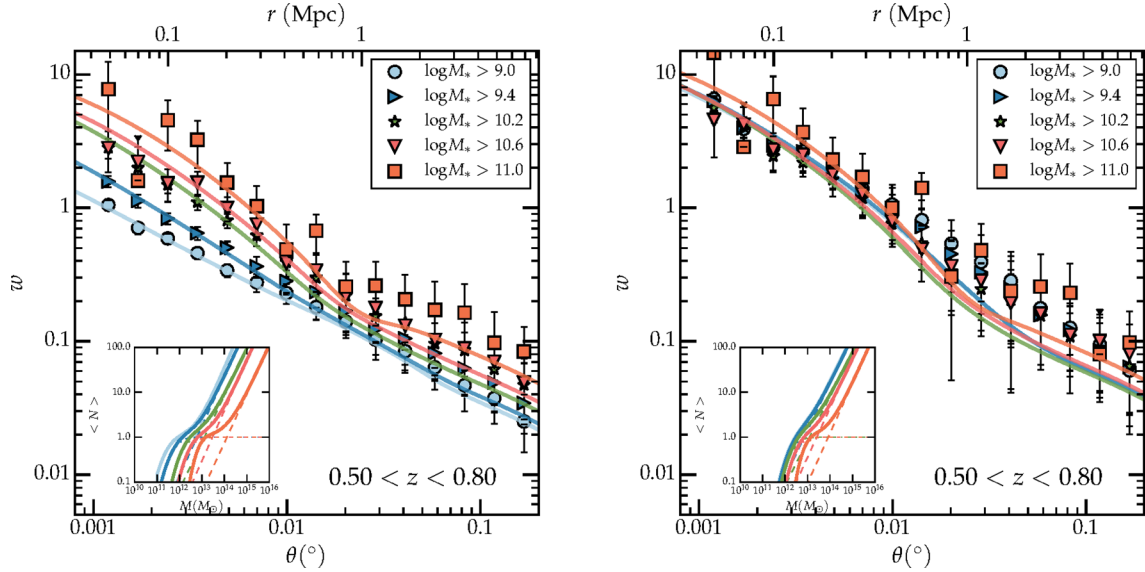 r (Mpc)
0.1 1
10
1
0.1
0.01
w
log M* > 9.0
log M* > 9.4
log M* > 10.2
log M* > 10.6
log M* > 11.0
100.0
10.0
1.0
0.1
< N >
10^10 10^11 10^12 10^13 10^14 10^15 10^16
M(M⊙)
0.50 < z < 0.80
0.001 0.01 0.1
θ(°)
r (Mpc)
0.1 1
10
1
0.1
0.01
w
log M* > 9.0
log M* > 9.4
log M* > 10.2
log M* > 10.6
log M* > 11.0
100.0
10.0
1.0
0.1
< N >
10^10 10^11 10^12 10^13 10^14 10^15 10^16
M(M⊙)
0.50 < z < 0.80
0.001 0.01 0.1
θ(°)